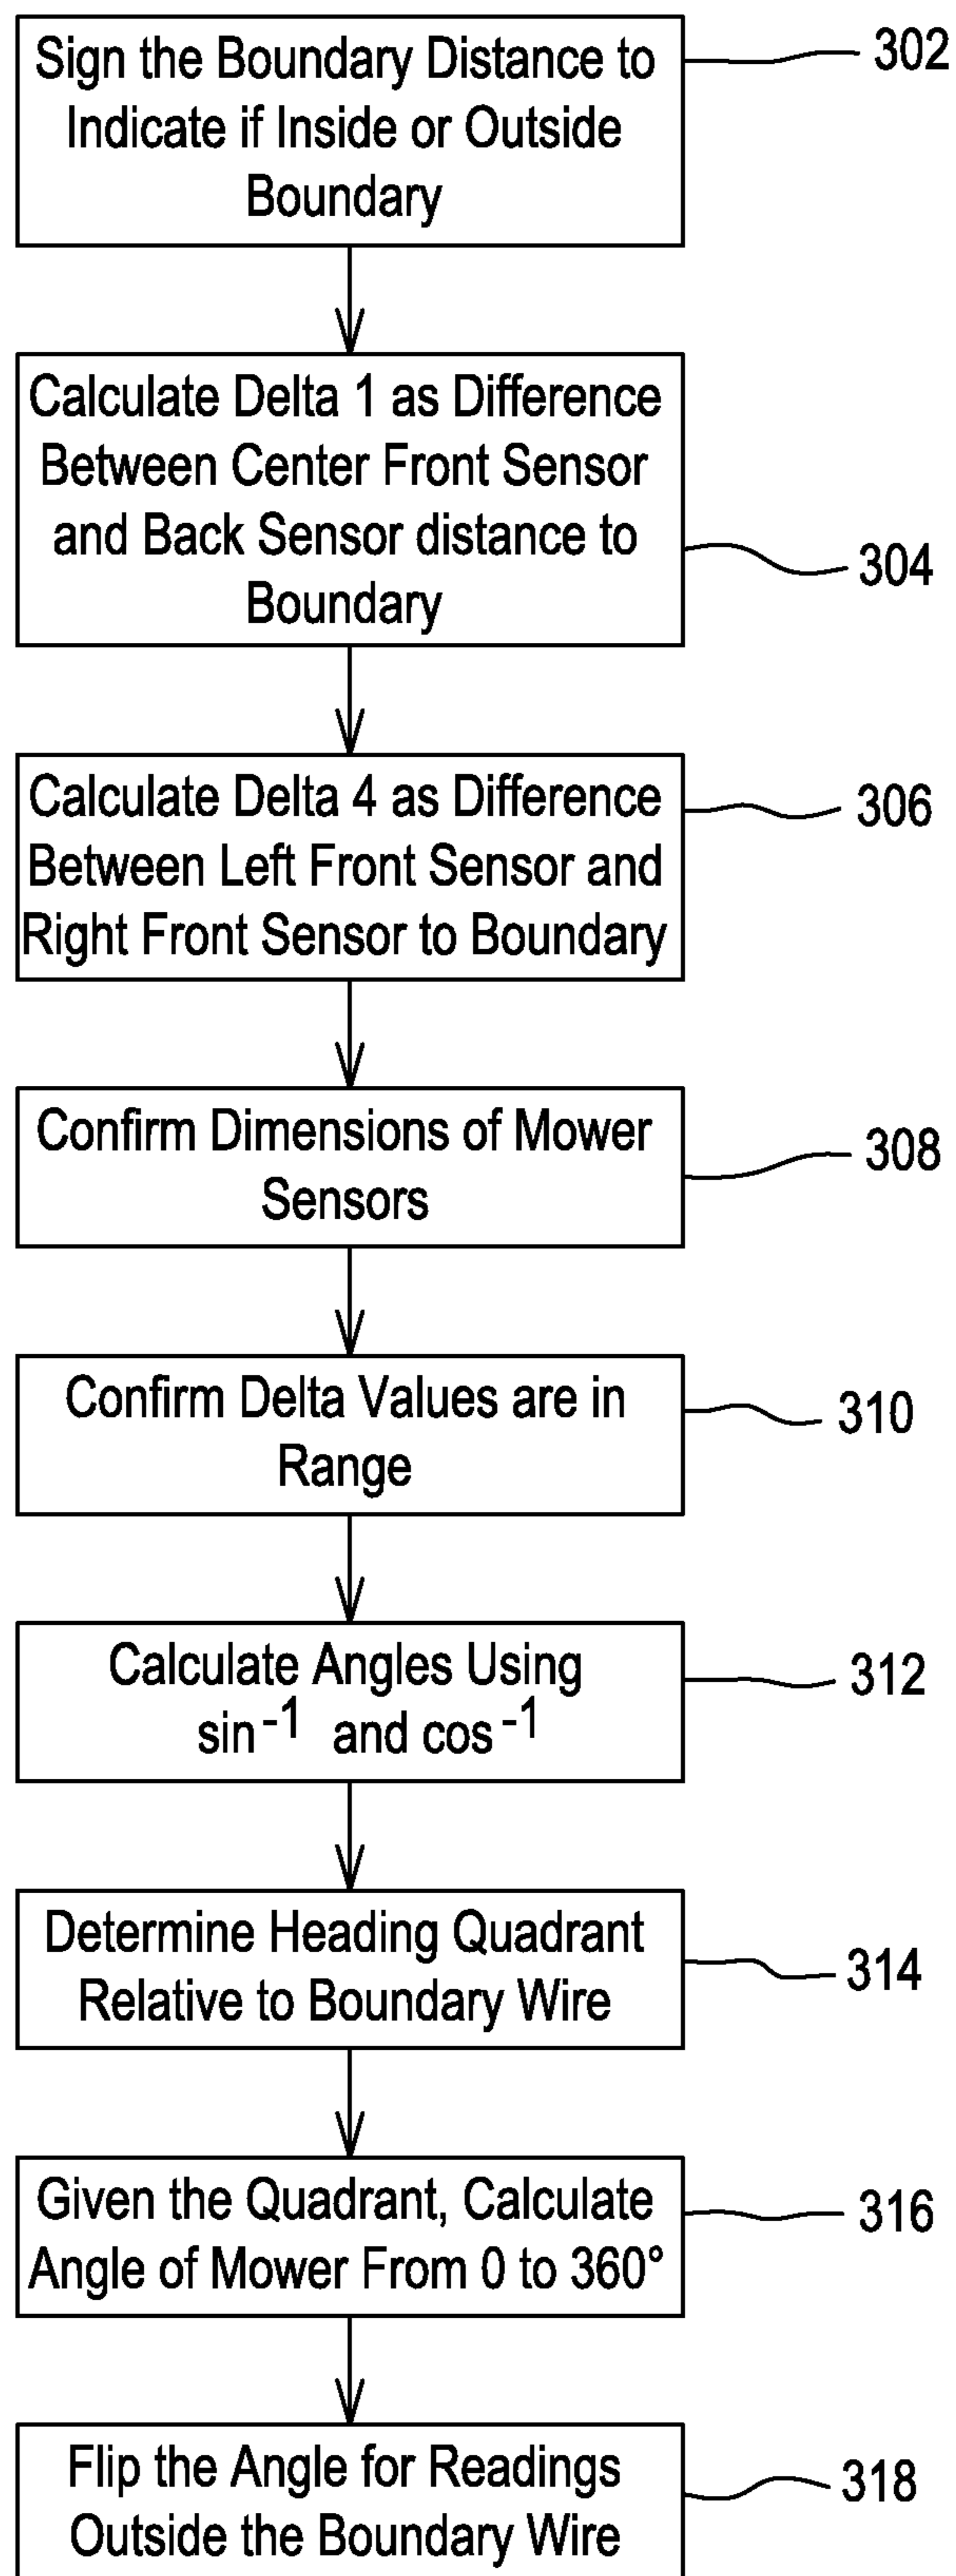 Sign the Boundary Distance to
Indicate if Inside or Outside
Boundary
302
Calculate Delta 1 as Difference
Between Center Front Sensor
and Back Sensor distance to
Boundary
304
Calculate Delta 4 as Difference
Between Left Front Sensor and
Right Front Sensor to Boundary
306
Confirm Dimensions of Mower
Sensors
308
Confirm Delta Values are in
Range
310
Calculate Angles Using
sin⁻¹ and cos⁻¹
312
Determine Heading Quadrant
Relative to Boundary Wire
314
Given the Quadrant, Calculate
Angle of Mower From 0 to 360°
316
Flip the Angle for Readings
Outside the Boundary Wire
318